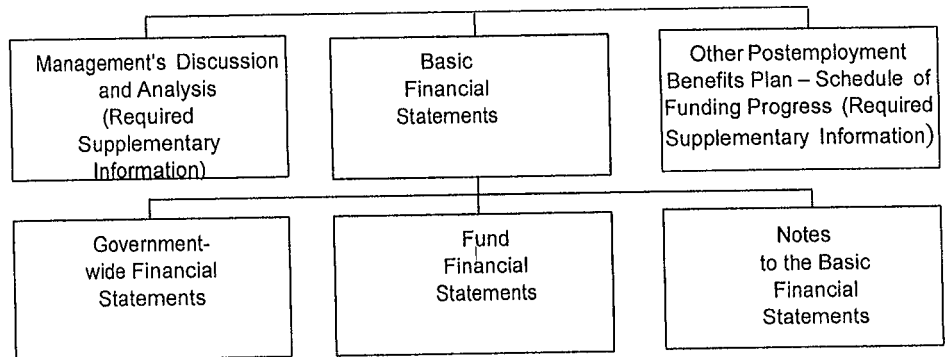 Management's Discussion
and Analysis
(Required
Supplementary
Information)
Basic
Financial
Statements
Other Postemployment
Benefits Plan – Schedule of
Funding Progress (Required
Supplementary Information)
Government-
wide Financial
Statements
Fund
Financial
Statements
Notes
to the Basic
Financial
Statements